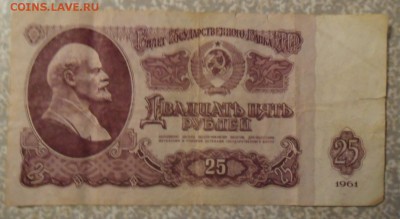 COINS.LAVE.RU
БИЛЕТ ГОСУДАРСТВЕННОГО БАНКА СССР
ДВАДЦАТЬ ПЯТЬ
РУБЛЕЙ
25
25
1961